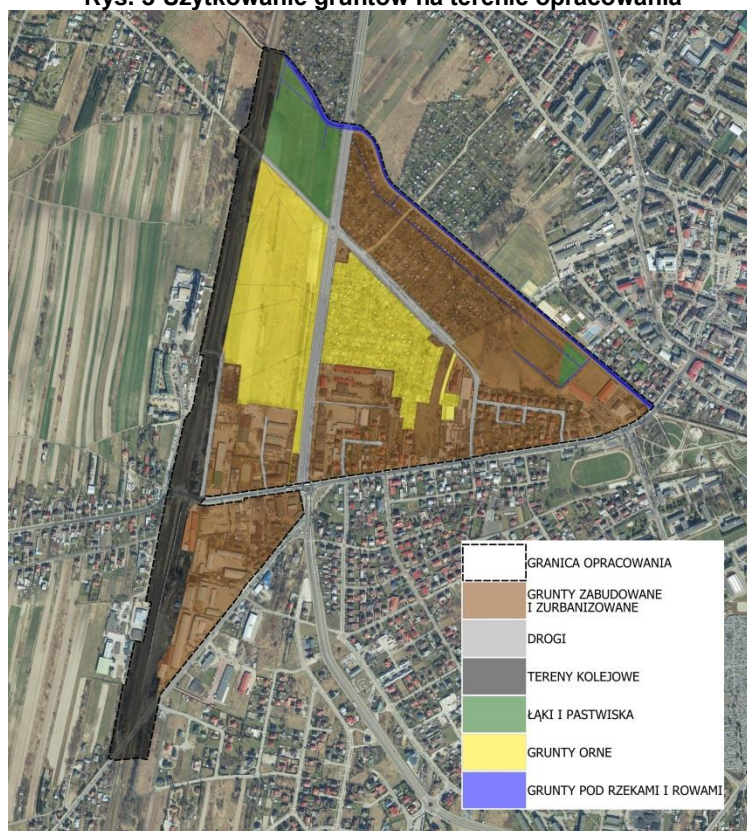 Rys. 3 Użytkowanie gruntów na terenie opracowania
GRANICA OPRACOWANIA
GRUNTY ZABUDOWANE
I ZURBANIZOWANE
DROGI
TERENY KOLEJOWE
ŁĄKI I PASTWISKA
GRUNTY ORNE
GRUNTY POD RZEKAMI I ROWAMI